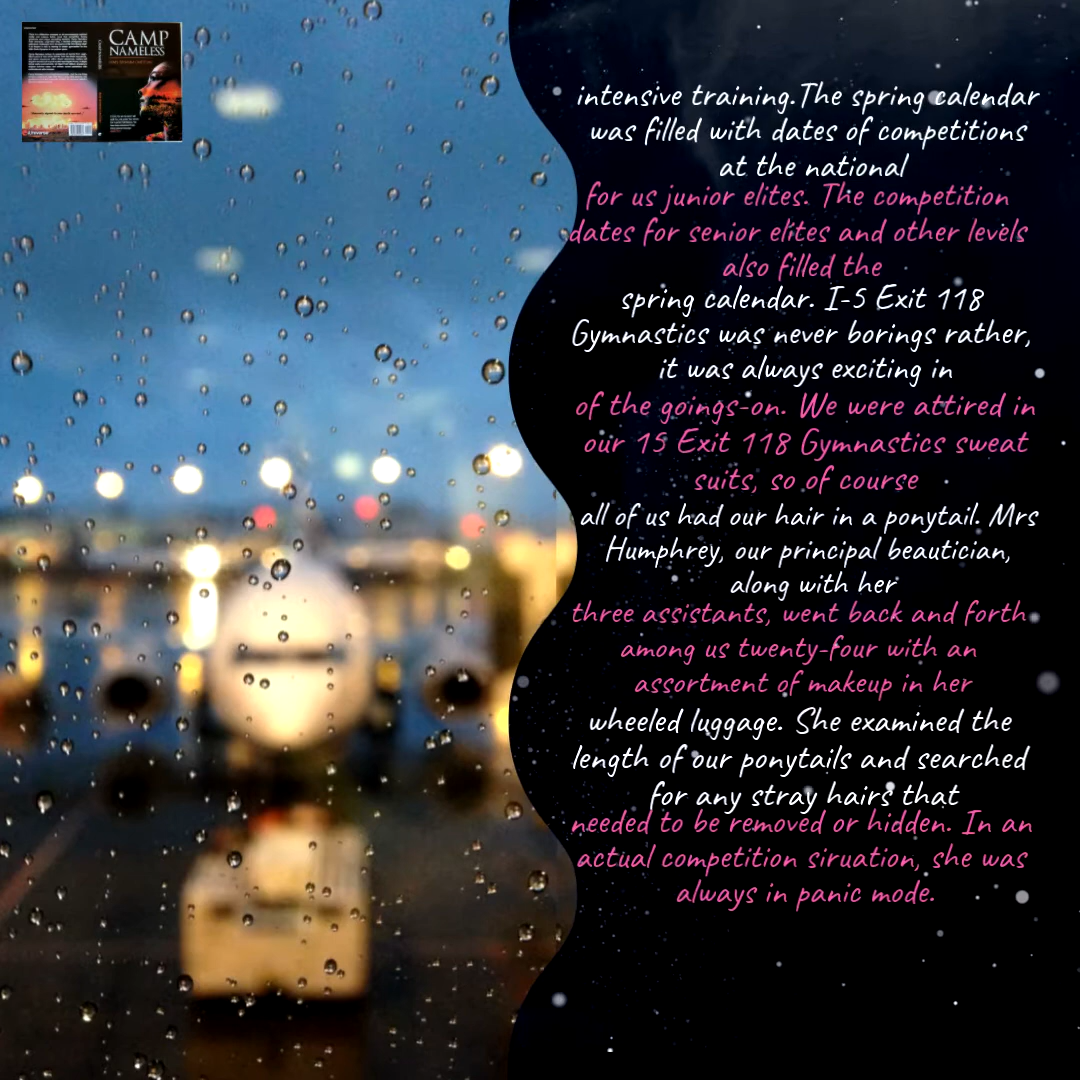 CAMP
NAMELESS
intensive training.The spring calendar
was filled with dates of competitions
at the national
for us junior elites. The competition
dates for senior elites and other levels
also filled the
spring calendar. I-5 Exit 118
Gymnastics was never borings rather,
it was always exciting in
of the goings-on. We were attired in
our 15 Exit 118 Gymnastics sweat
suits, so of course
all of us had our hair in a ponytail. Mrs
Humphrey, our principal beautician,
along with her
three assistants, went back and forth
among us twenty-four with an
assortment of makeup in her
wheeled luggage. She examined the
length of our ponytails and searched
for any stray hairs that
needed to be removed or hidden. In an
actual competition siruation, she was
always in panic mode.